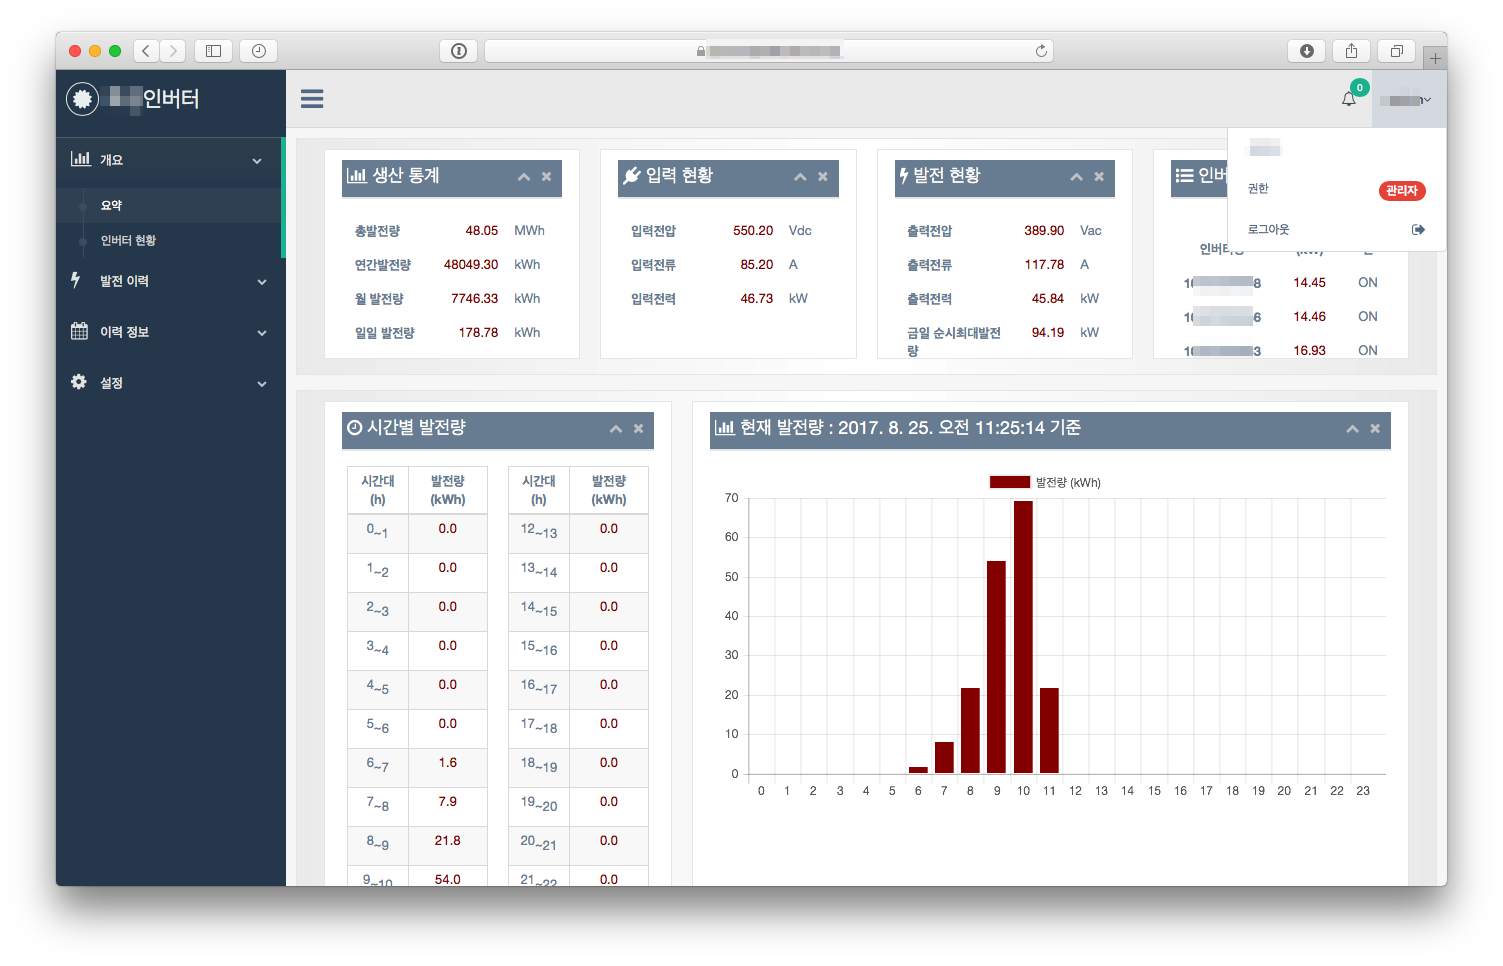 인버터
0
개요
요약
인버터 현황
발전 이력
이력 정보
설정
권한 관리자
로그아웃
생산 통계
총발전량 48.05 MWh
연간발전량 48049.30 kWh
월 발전량 7746.33 kWh
일일 발전량 178.78 kWh
입력 현황
입력전압 550.20 Vdc
입력전류 85.20 A
입력전력 46.73 kW
발전 현황
출력전압 389.90 Vac
출력전류 117.78 A
출력전력 45.84 kW
금일 순시최대발전 94.19 kW
량
14.45 ON
14.46 ON
16.93 ON
시간별 발전량
시간대 발전량 시간대 발전량
(h) (kWh) (h) (kWh)
0~1 0.0 12~13 0.0
1~2 0.0 13~14 0.0
2~3 0.0 14~15 0.0
3~4 0.0 15~16 0.0
4~5 0.0 16~17 0.0
5~6 0.0 17~18 0.0
6~7 1.6 18~19 0.0
7~8 7.9 19~20 0.0
8~9 21.8 20~21 0.0
9~10 54.0 21~22 0.0
현재 발전량 : 2017. 8. 25. 오전 11:25:14 기준
발전량 (kWh)
70
60
50
40
30
20
10
0
0 1 2 3 4 5 6 7 8 9 10 11 12 13 14 15 16 17 18 19 20 21 22 23